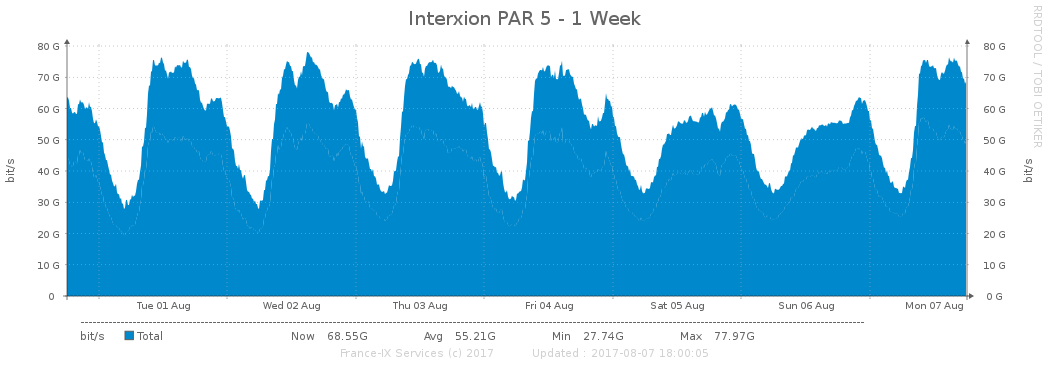 Interxion PAR 5 - 1 Week
RRDTOOL / TOBI OETIKER
80 G 80 G
70 G 70 G
60 G 60 G
50 G 50 G
40 G 40 G
30 G 30 G
20 G 20 G
10 G 10 G
0 0 G
bit/s
bit/s
Tue 01 Aug Wed 02 Aug Thu 03 Aug Fri 04 Aug Sat 05 Aug Sun 06 Aug Mon 07 Aug
bit/s Total Now 68.55G Avg 55.21G Min 27.74G Max 77.97G
France-IX Services (c) 2017 Updated : 2017-08-07 18:00:05